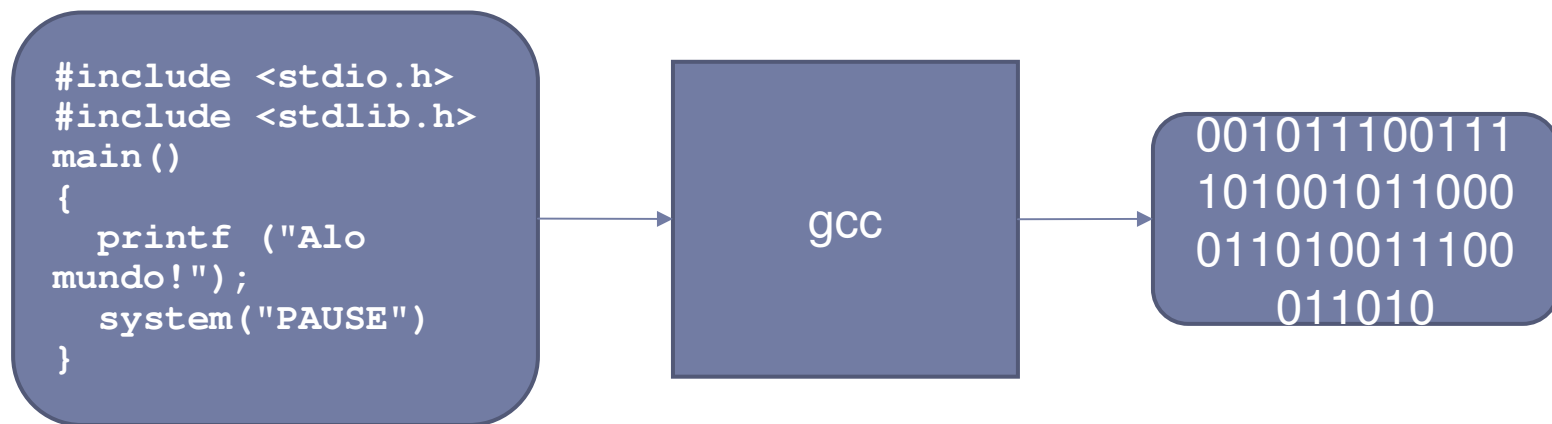 #include <stdio.h>
#include <stdlib.h>
main()
{
  printf ("Alo
mundo!");
  system("PAUSE")
}
gcc
001011100111
101001011000
011010011100
011010